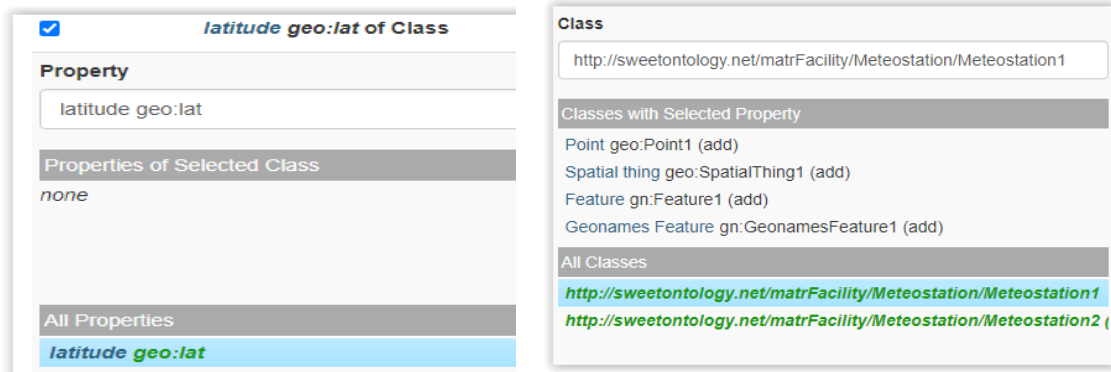 latitude geo:lat of Class
Property
latitude geo:lat
Properties of Selected Class
none
All Properties
latitude geo:lat
Class
http://sweetontology.net/matrFacility/Meteostation/Meteostation1
Classes with Selected Property
Point geo:Point1 (add)
Spatial thing geo:SpatialThing1 (add)
Feature gn:Feature1 (add)
Geonames Feature gn:GeonamesFeature1 (add)
All Classes
http://sweetontology.net/matrFacility/Meteostation/Meteostation1
http://sweetontology.net/matrFacility/Meteostation/Meteostation2 (